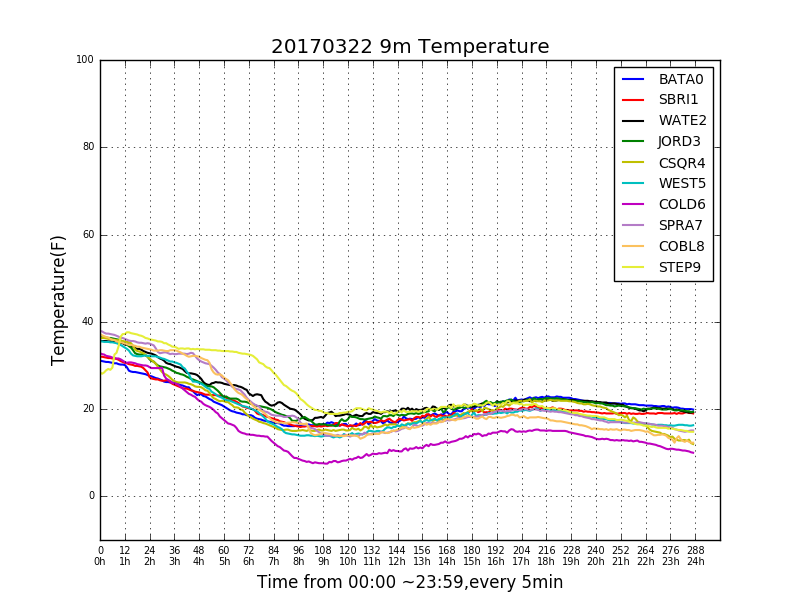 20170322 9m Temperature
100
80
60
40
20
0
Temperature(F)
BATA0
SBRI1
WATE2
JORD3
CSQR4
WEST5
COLD6
SPRA7
COBL8
STEP9
0 12 24 36 48 60 72 84 96 108 120 132 144 156 168 180 192 204 216 228 240 252 264 276 288
0h 1h 2h 3h 4h 5h 6h 7h 8h 9h 10h 11h 12h 13h 14h 15h 16h 17h 18h 19h 20h 21h 22h 23h 24h
Time from 00:00 ~23:59,every 5min